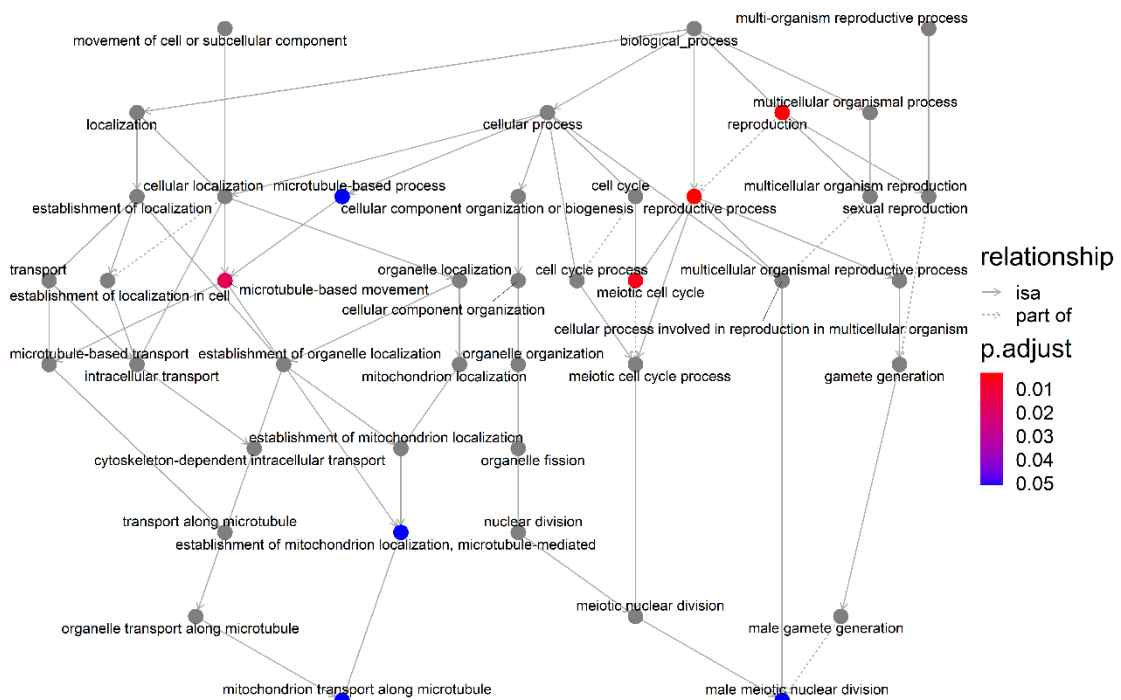 multi-organism reproductive process
movement of cell or subcellular component
biological_process
multicellular organismal process
localization
cellular process
reproduction
cellular localization
microtubule-based process
cell cycle
multicellular organism reproduction
establishment of localization
cellular component organization or biogenesis
reproductive process
sexual reproduction
transport
organelle localization
cell cycle process
multicellular organismal reproductive process
establishment of localization in cell
microtubule-based movement
meiotic cell cycle
cellular component organization
cellular process involved in reproduction in multicellular organism
microtubule-based transport
establishment of organelle localization
organelle organization
intracellular transport
mitochondrion localization
meiotic cell cycle process
gamete generation
establishment of mitochondrion localization
cytoskeleton-dependent intracellular transport
organelle fission
transport along microtubule
nuclear division
establishment of mitochondrion localization, microtubule-mediated
meiotic nuclear division
organelle transport along microtubule
male gamete generation
mitochondrion transport along microtubule
male meiotic nuclear division
relationship
isa
part of
p.adjust
0.01
0.02
0.03
0.04
0.05